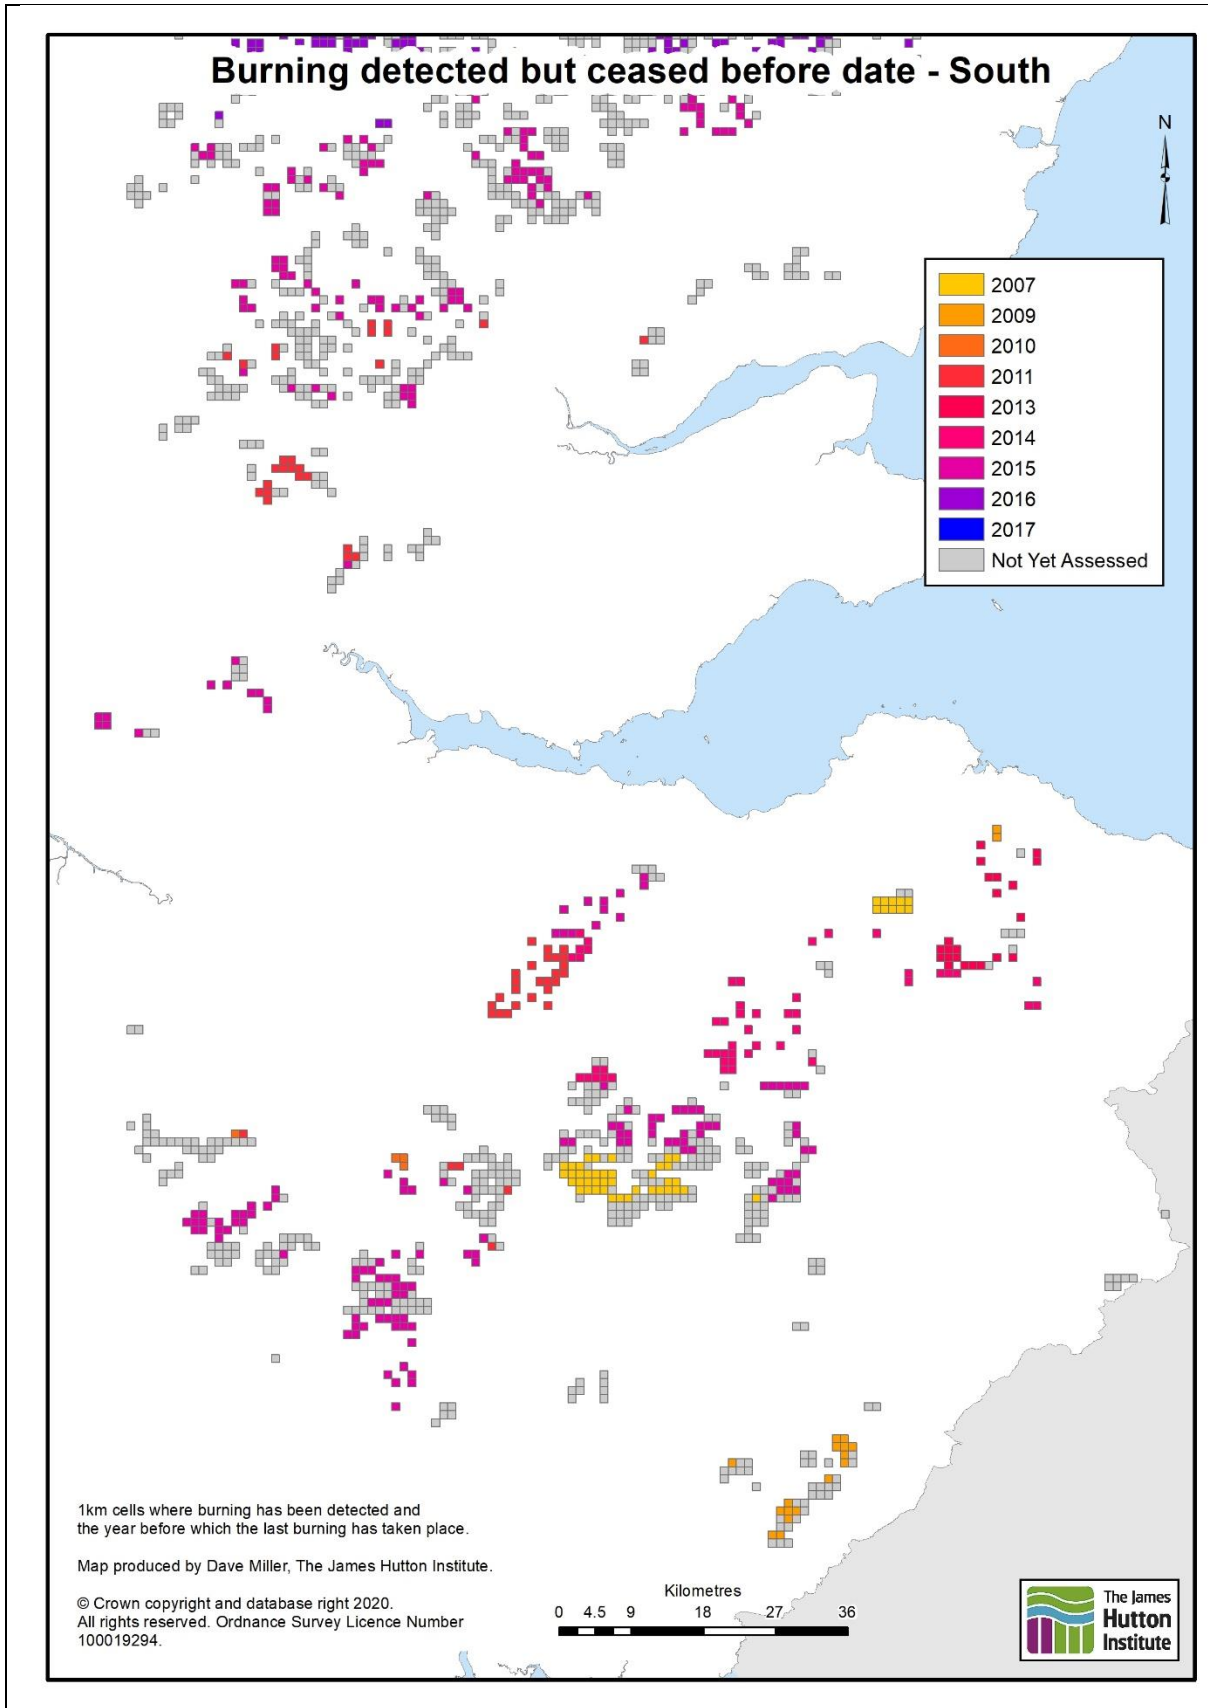 Burning detected but ceased before date - South
N
2007
2009
2010
2011
2013
2014
2015
2016
2017
Not Yet Assessed
1km cells where burning has been detected and
the year before which the last burning has taken place.
Map produced by Dave Miller, The James Hutton Institute.
© Crown copyright and database right 2020.
All rights reserved. Ordnance Survey Licence Number
100019294.
Kilometres
0 4.5 9 18 27 36
The James
Hutton
Institute